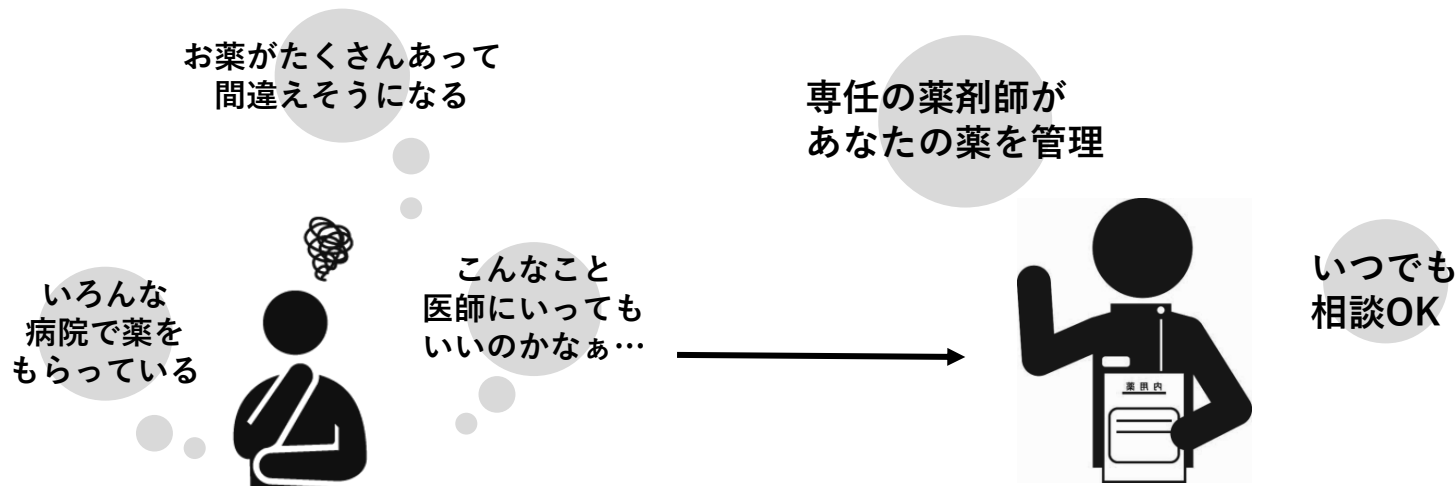 お薬がたくさんあって
間違えそうになる
いろんな
病院で薬を
もらっている
こんなこと
医師にいっても
いいのかなぁ…
専任の薬剤師が
あなたの薬を管理
いつでも
相談OK
薬用内